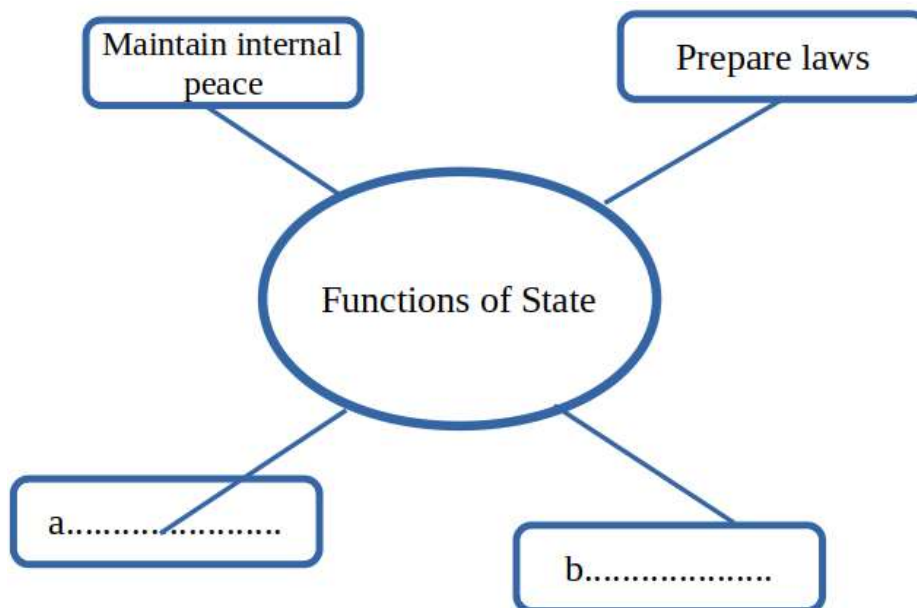 Maintain internal
peace
Prepare laws
Functions of State
a.......................
b....................